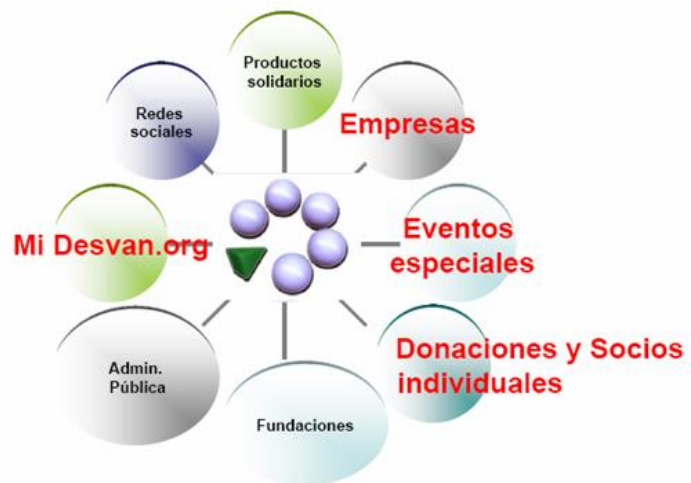 Productos
solidarios
Redes
sociales
Empresas
Mi Desvan.org
Eventos
especiales
Admin.
Pública
Donaciones y Socios
individuales
Fundaciones